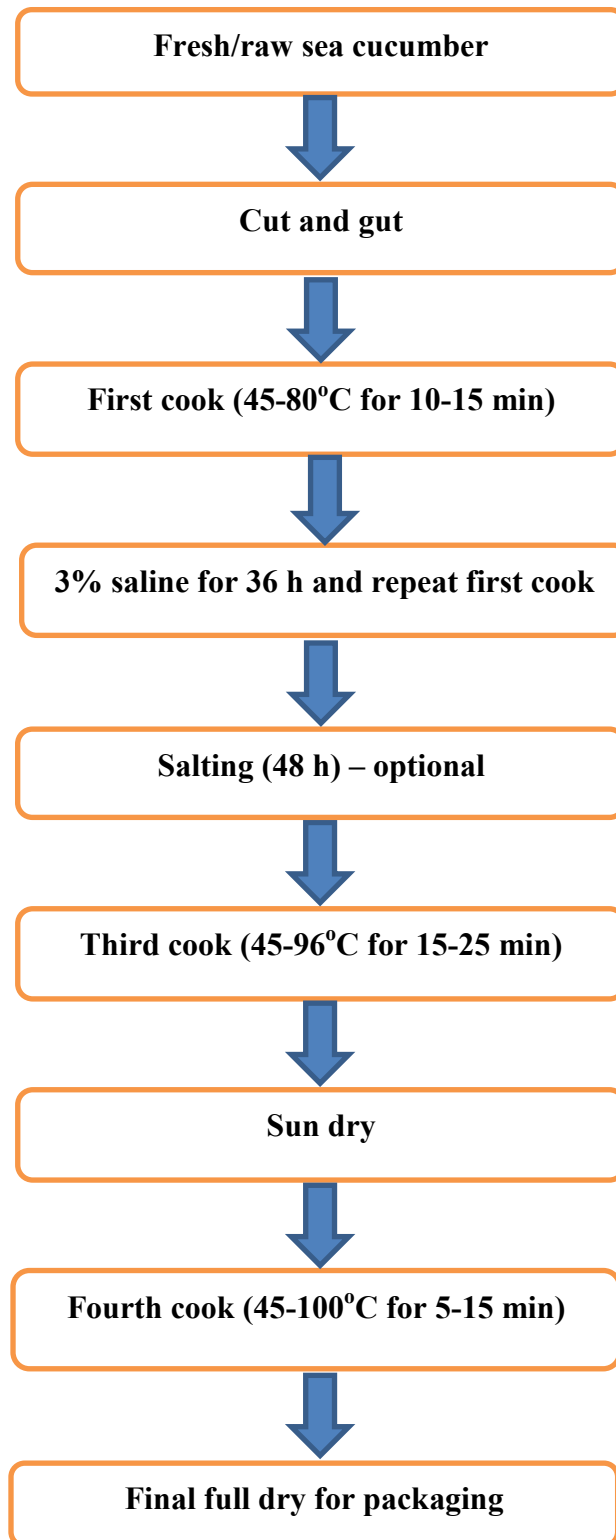 Fresh/raw sea cucumber
Cut and gut
First cook (45-80°C for 10-15 min)
3% saline for 36 h and repeat first cook
Salting (48 h) – optional
Third cook (45-96°C for 15-25 min)
Sun dry
Fourth cook (45-100°C for 5-15 min)
Final full dry for packaging